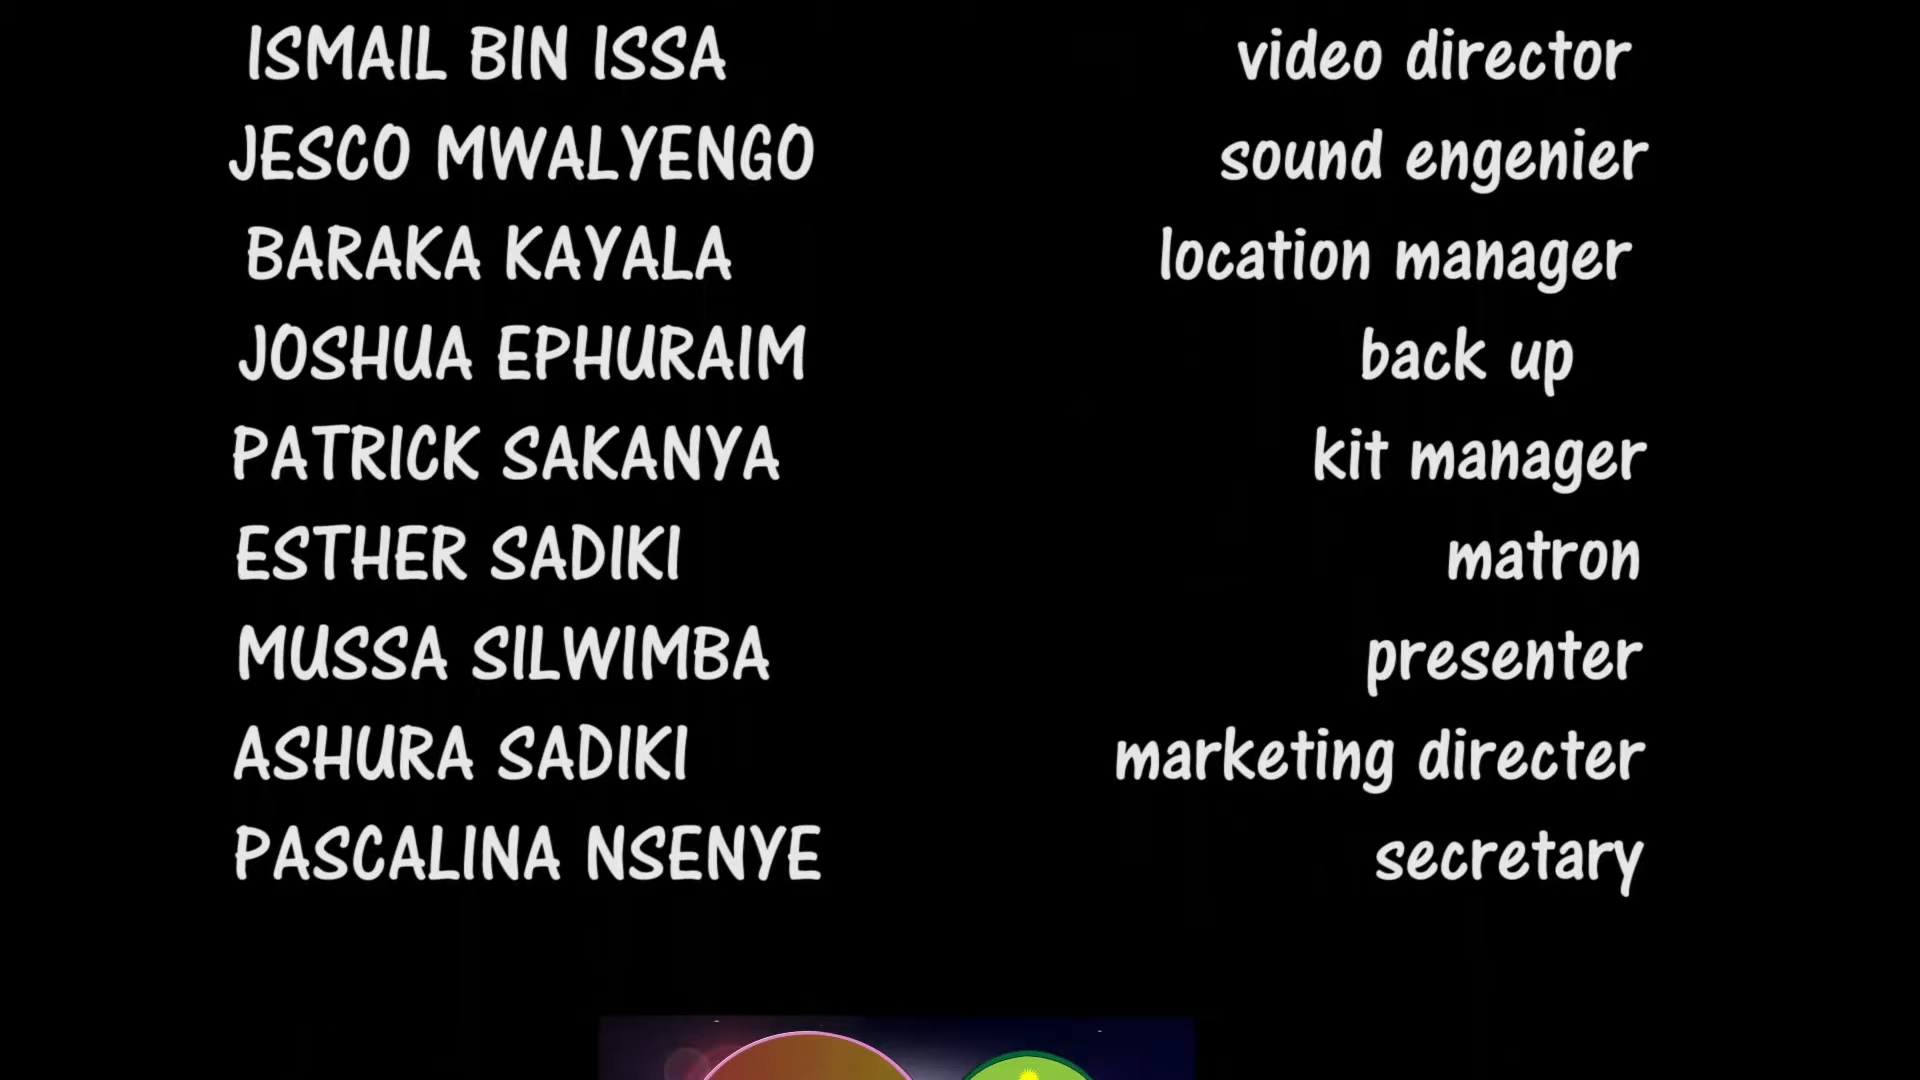 ISMAIL BIN ISSA video director
JESCO MWALYENGO sound engenier
BARAKA KAYALA location manager
JOSHUA EPHURAIM back up
PATRICK SAKANYA kit manager
ESTHER SADIKI matron
MUSSA SILWIMBA presenter
ASHURA SADIKI marketing directer
PASCALINA NSENYE secretary